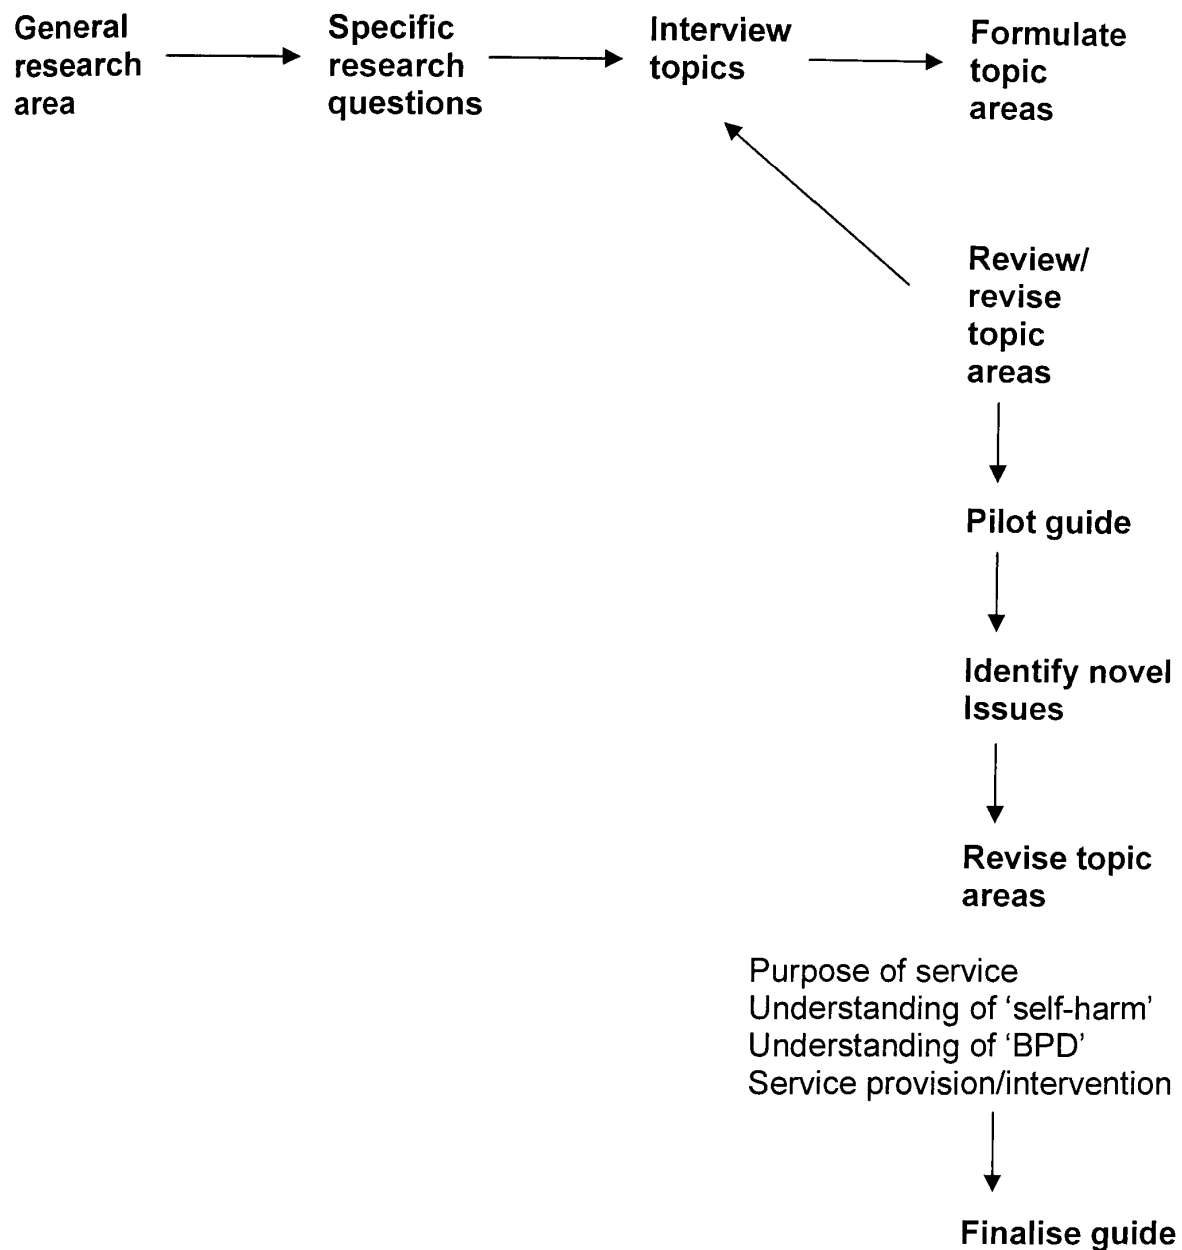 General
research
area
Specific
research
questions
Interview
topics
Formulate
topic
areas
Review/
revise
topic
areas
Pilot guide
Identify novel
Issues
Revise topic
areas
Purpose of service
Understanding of ‘self-harm’
Understanding of ‘BPD’
Service provision/intervention
Finalise guide